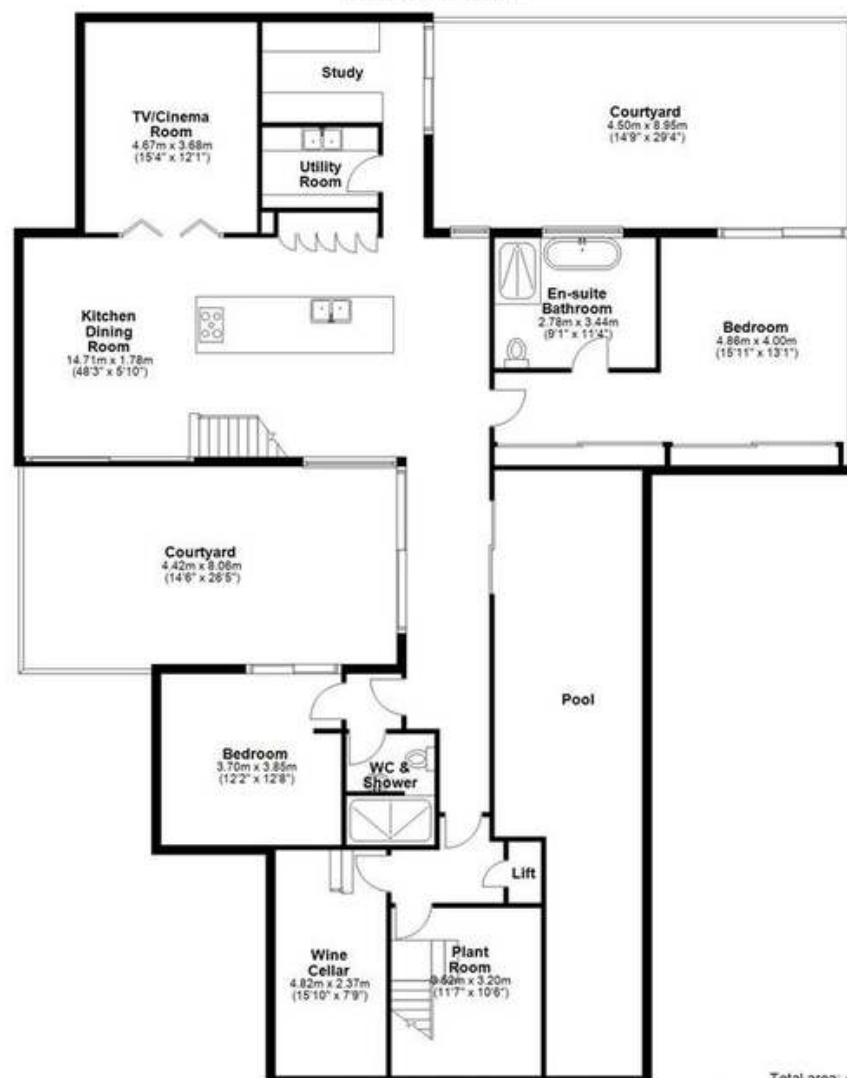 Study
TV/Cinema
Room
4.67m x 3.68m
(15'4" x 12'1")
Courtyard
4.50m x 8.95m
(14'9" x 29'4")
Utility
Room
Kitchen
Dining
Room
14.71m x 1.78m
(48'3" x 5'10")
En-suite
Bathroom
2.78m x 3.44m
(9'1" x 11'4")
Bedroom
4.86m x 4.00m
(15'11" x 13'1")
Courtyard
4.42m x 8.06m
(14'6" x 26'5")
Pool
Bedroom
3.70m x 3.85m
(12'2" x 12'8")
WC &
Shower
Lift
Wine
Cellar
4.82m x 2.37m
(15'10" x 7'9")
Plant
Room
3.52m x 3.20m
(11'7" x 10'6")
Total area: